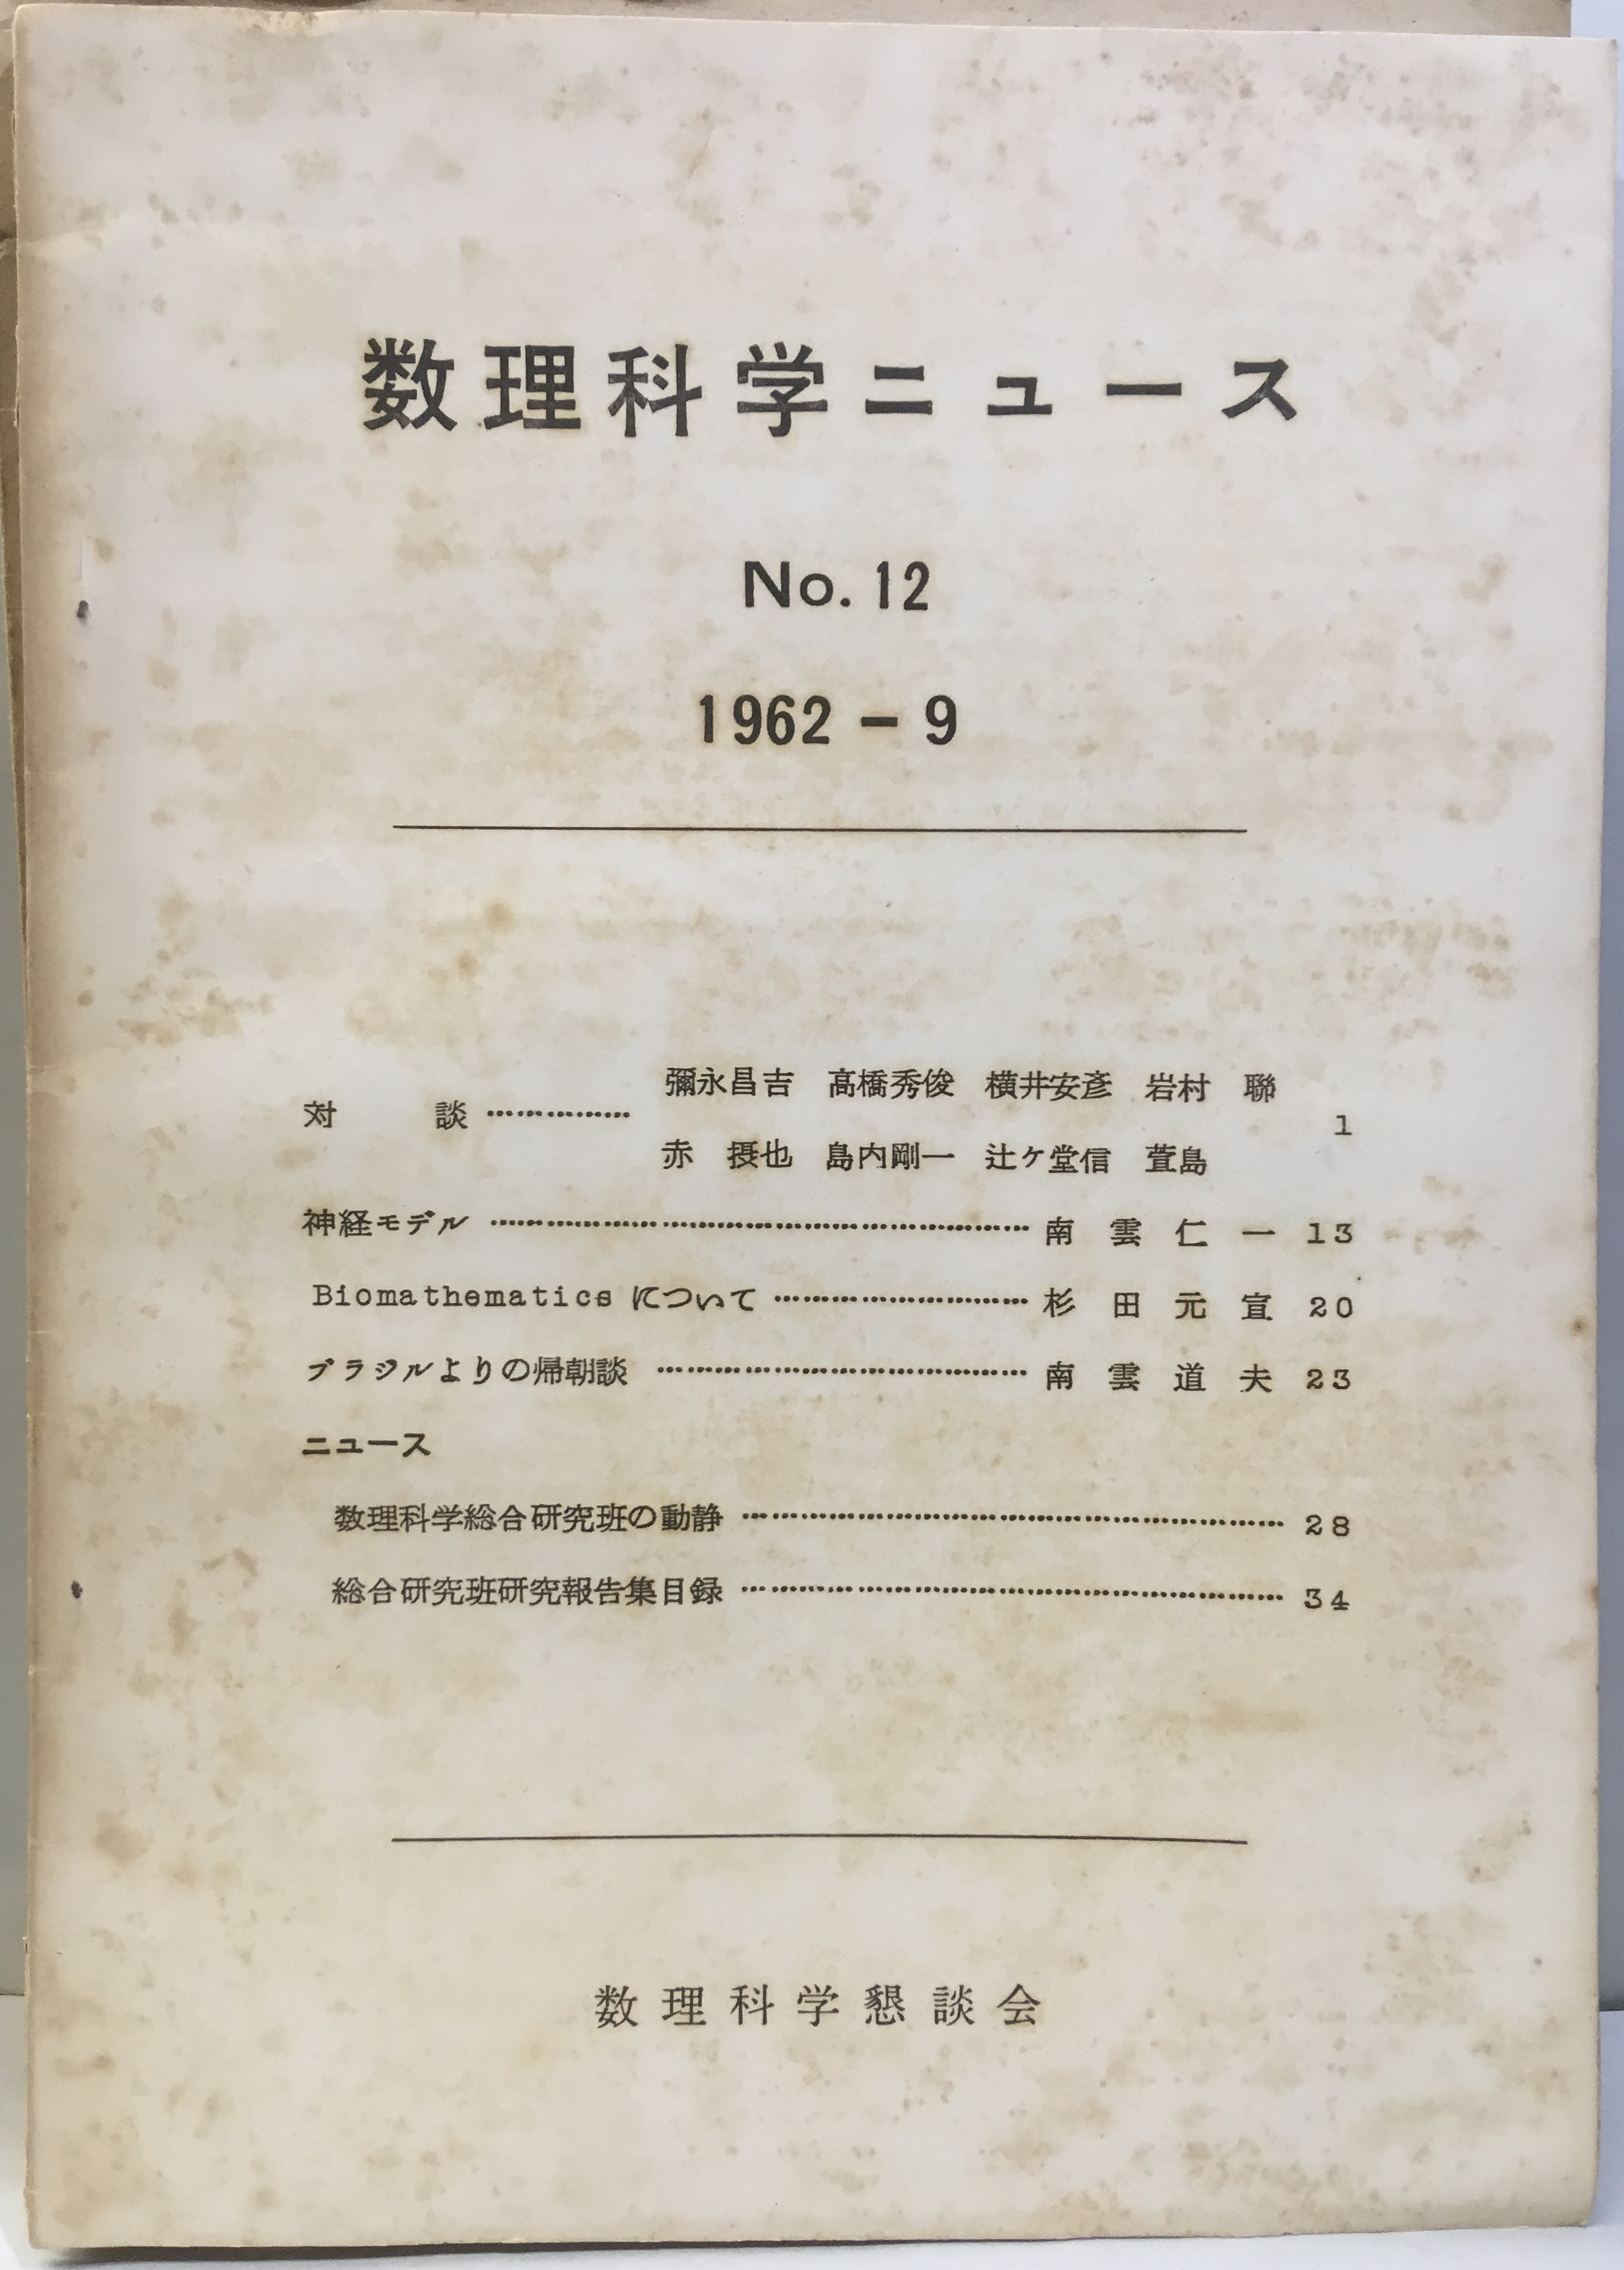 数理科学ニュース
No. 12
1962 - 9
彌永昌吉 高橋秀俊 横井安彦 岩村 聯
対 談 …………… 1
赤 摂也 島内剛一 辻ケ堂信 萱島
神経モデル ………………………………………………… 南雲仁一 13
Biomathematics について ……………………… 杉田元宜 20
ブラジルよりの帰朝談 ………………………………… 南雲道夫 23
ニュース
数理科学総合研究班の動静 ………………………………………………… 28
総合研究班研究報告集目録 ………………………………………………… 34
数理科学懇談会